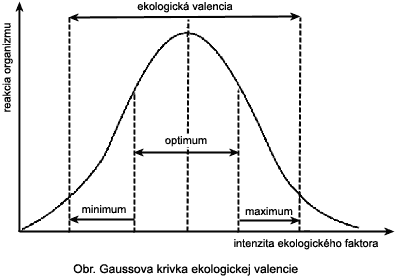 ekologická valencia
reakcia organizmu
optimum
minimum
maximum
intenzita ekologického faktora
Obr. Gaussova krivka ekologickej valencie